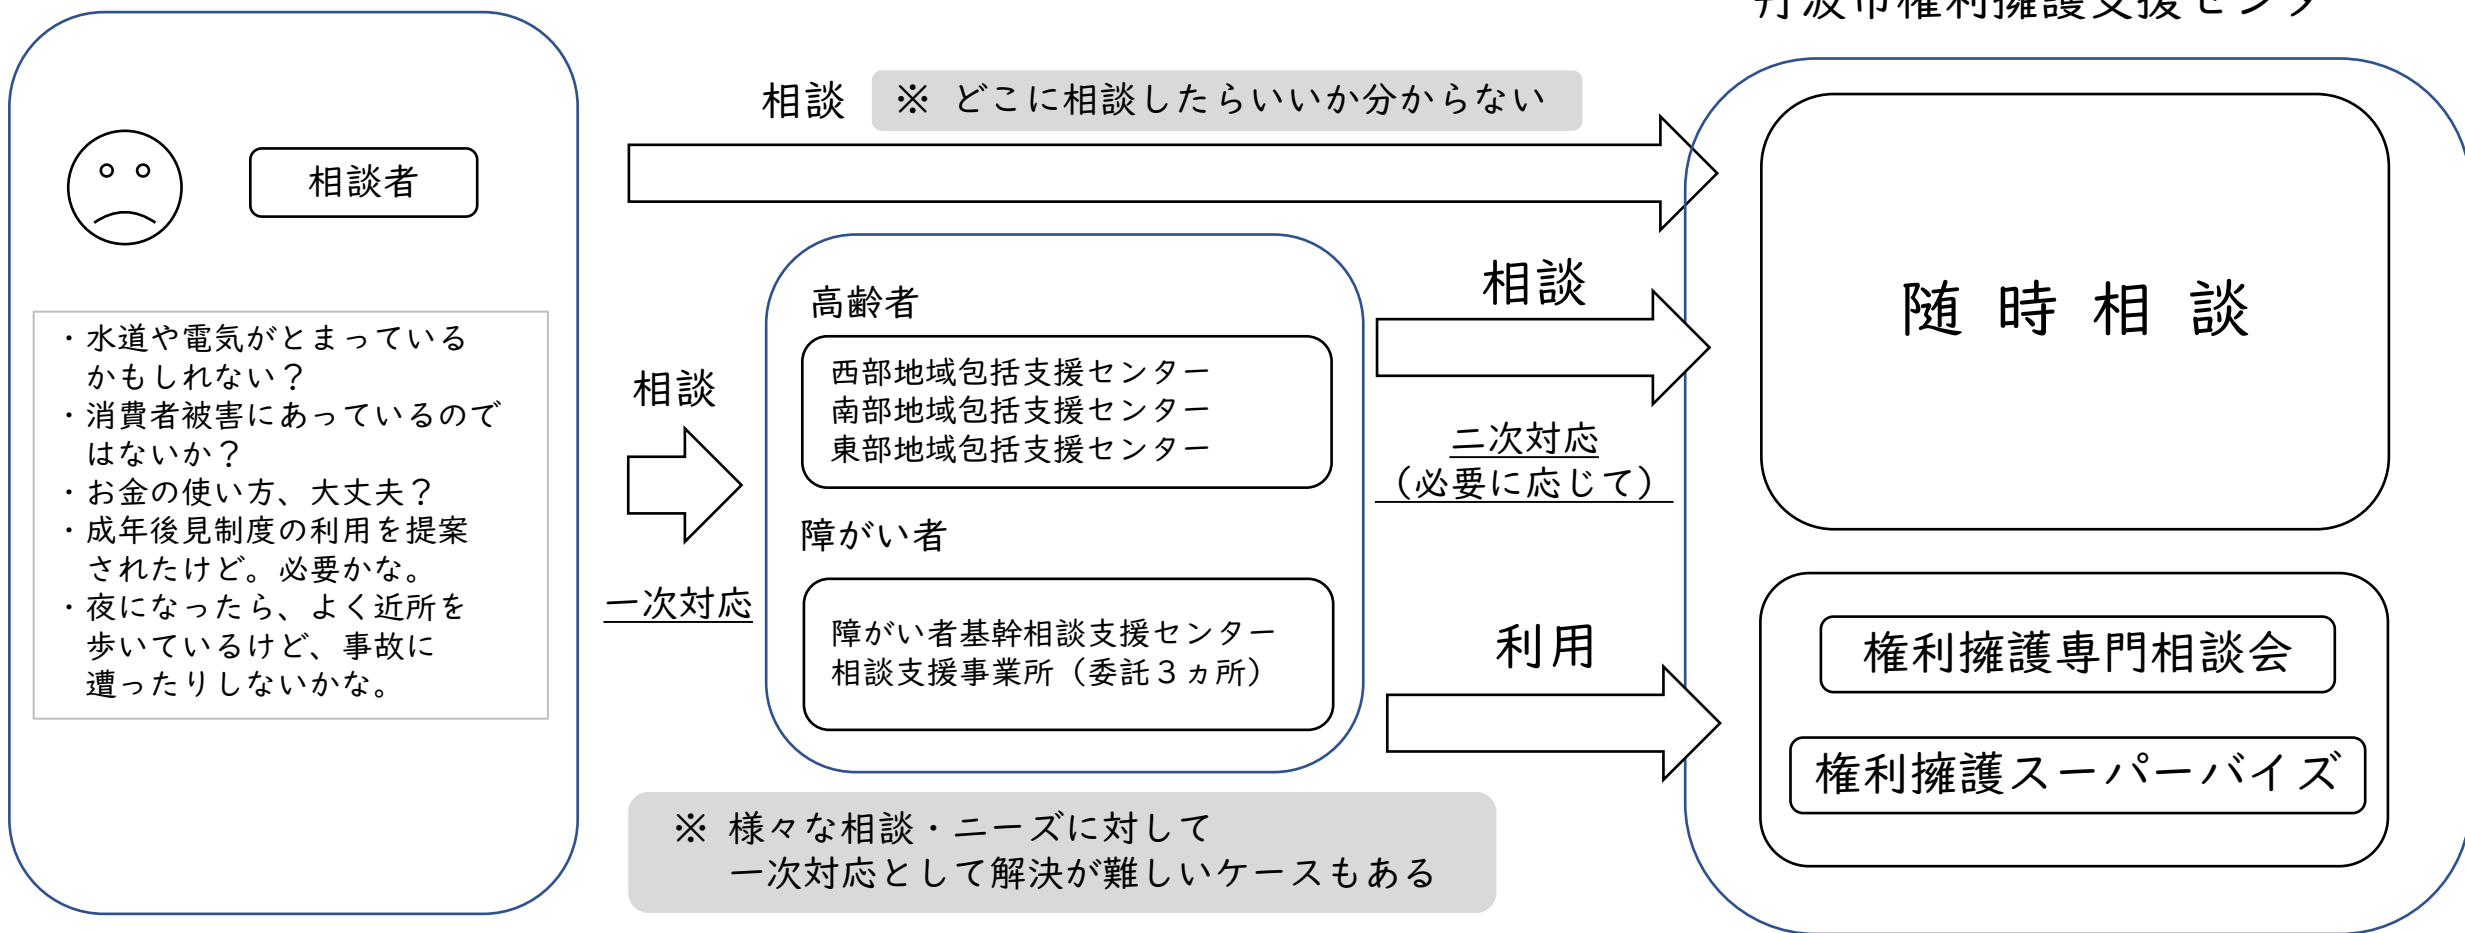 丹波市権利擁護支援センター
相談 ※ どこに相談したらいいか分からない
相談者
・水道や電気がとまっている
かもしれない？
・消費者被害にあっているので
はないか？
・お金の使い方、大丈夫？
・成年後見制度の利用を提案
されたけど。必要かな。
・夜になったら、よく近所を
歩いているけど、事故に
遭ったりしないかな。
相談
一次対応
高齢者
西部地域包括支援センター
南部地域包括支援センター
東部地域包括支援センター
障がい者
障がい者基幹相談支援センター
相談支援事業所（委託３ヵ所）
※ 様々な相談・ニーズに対して
一次対応として解決が難しいケースもある
相談
二次対応
（必要に応じて）
利用
随時相談
権利擁護専門相談会
権利擁護スーパーバイズ